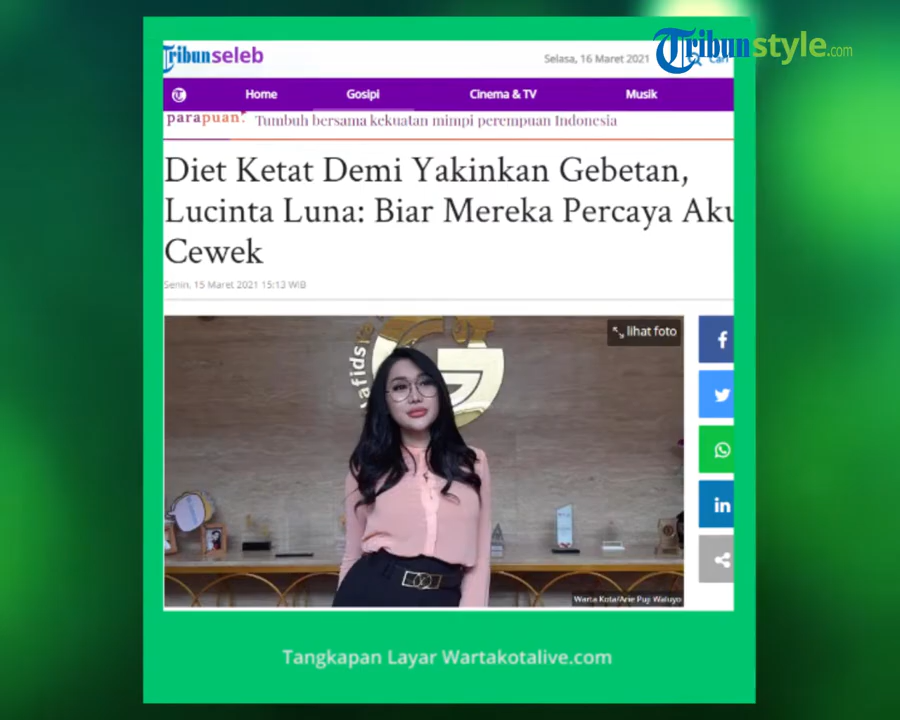 Tribunseleb
Selasa, 16 Maret 2021
Tribunstyle.com
Cari
Home Gosipi Cinema & TV Musik
parapuan. Tumbuh bersama kekuatan mimpi perempuan Indonesia
Diet Ketat Demi Yakinkan Gebetan,
Lucinta Luna: Biar Mereka Percaya Aku
Cewek
Senin, 15 Maret 2021 15:13 WIB
lihat foto
Warta Kota/Arie Puji Waluyo
Tangkapan Layar Wartakotalive.com